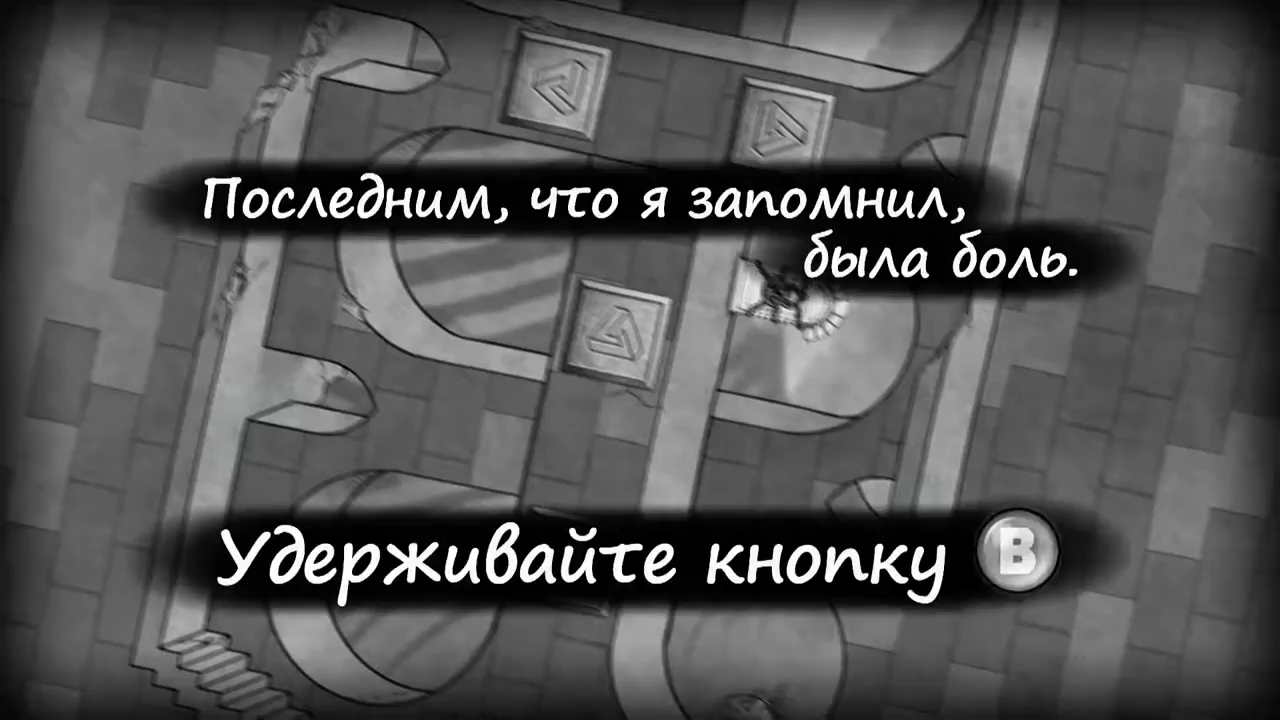 Последним, что я запомнил,
была боль.
Удерживайте кнопку B